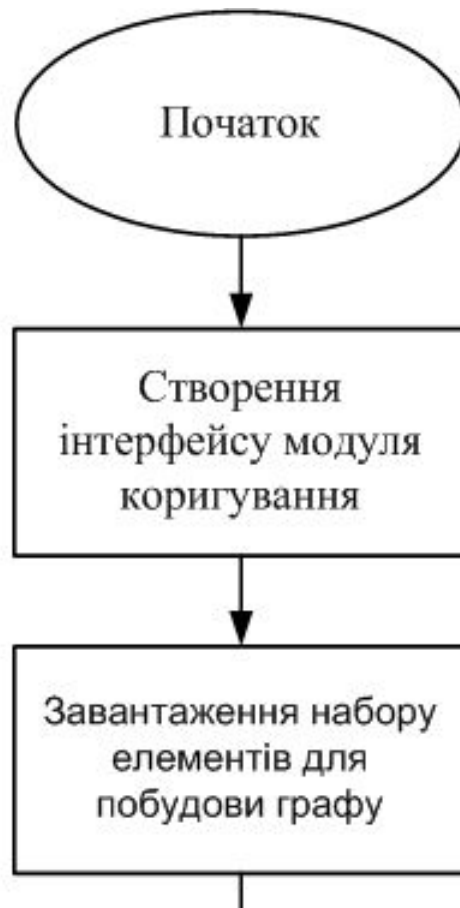 Початок
Створення
інтерфейсу модуля
коригування
Завантаження набору
елементів для
побудови графу